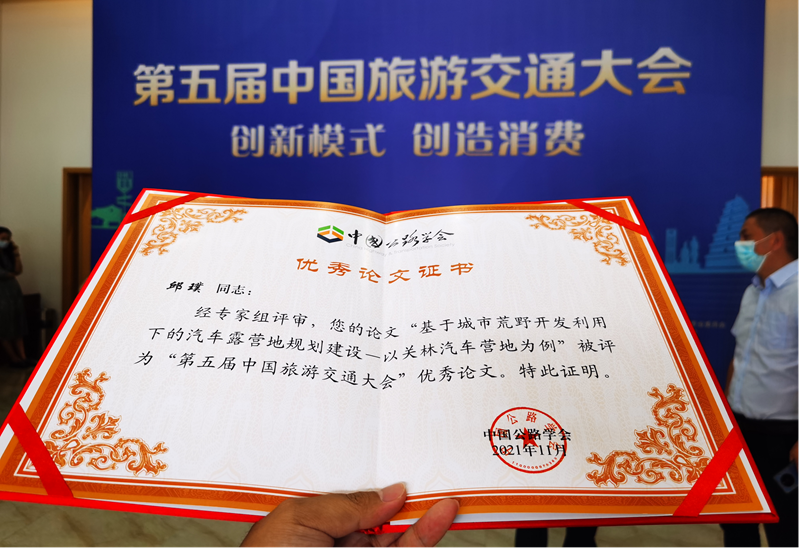 第五届中国旅游交通大会
创新模式 创造消费
中国公路学会
优秀论文证书
邱璞 同志：
经专家组评审，您的论文“基于城市荒野开发利用
下的汽车露营地规划建设—以关林汽车营地为例”被评
为“第五届中国旅游交通大会”优秀论文。特此证明。
中国公路学会
2021年11月